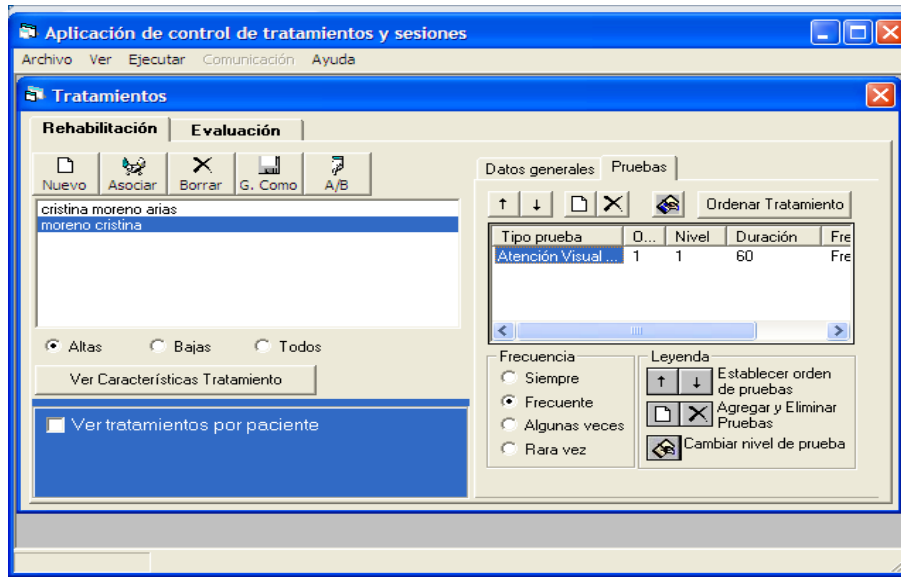 Aplicación de control de tratamientos y sesiones
Archivo Ver Ejecutar Comunicación Ayuda
Tratamientos
Rehabilitación Evaluación
Nuevo Asociar Borrar G. Como A/B
cristina moreno arias
moreno cristina
Altas Bajas Todos
Ver Características Tratamiento
Ver tratamientos por paciente
Datos generales Pruebas
Ordenar Tratamiento
Tipo prueba O... Nivel Duración Fre
Atención Visual ... 1 1 60 Fre
Frecuencia
Siempre
Frecuente
Algunas veces
Rara vez
Leyenda
Establecer orden
de pruebas
Agregar y Eliminar
Pruebas
Cambiar nivel de prueba